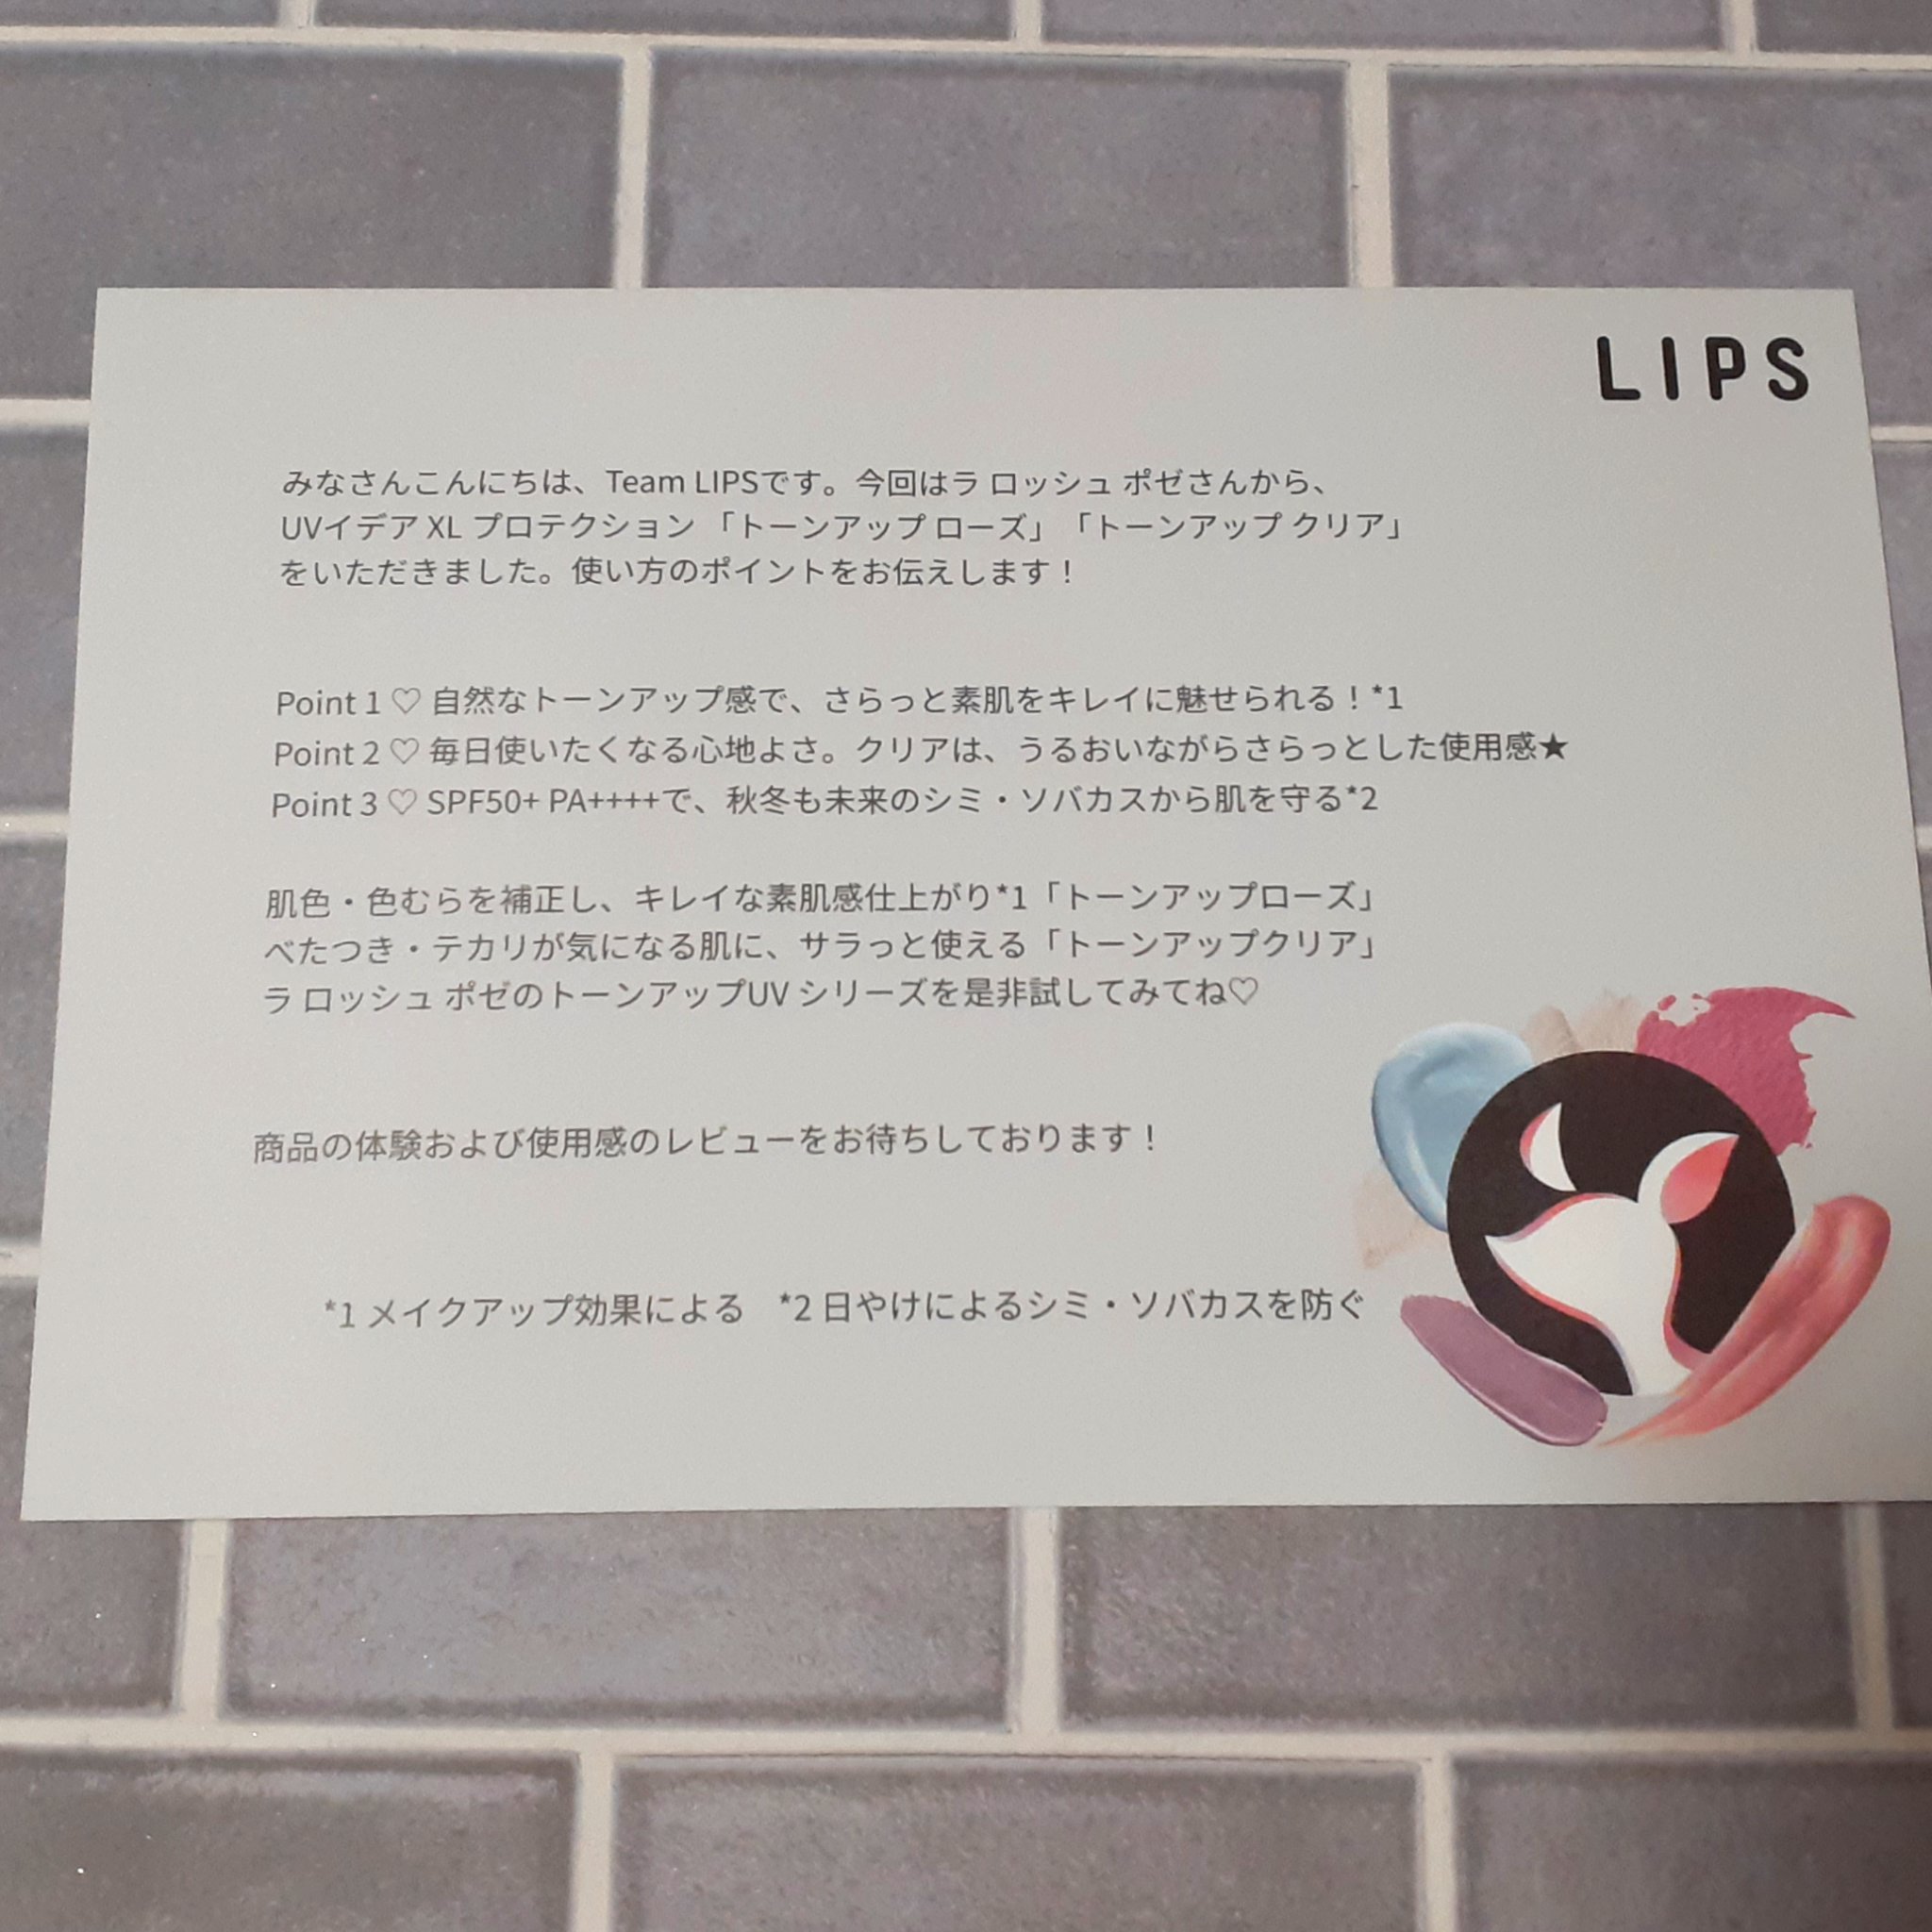 LIPS
みなさんこんにちは、Team LIPSです。今回はラ ロッシュ ポゼさんから、
UVイデア XL プロテクション 「トーンアップ ローズ」「トーンアップ クリア」
をいただきました。使い方のポイントをお伝えします！
Point 1 ♡ 自然なトーンアップ感で、さらっと素肌をキレイに魅せられる！*1
Point 2 ♡ 毎日使いたくなる心地よさ。クリアは、うるおいながらさらっとした使用感★
Point 3 ♡ SPF50+ PA++++で、秋冬も未来のシミ・ソバカスから肌を守る*2
肌色・色むらを補正し、キレイな素肌感仕上がり*1「トーンアップローズ」
べたつき・テカリが気になる肌に、サラっと使える「トーンアップクリア」
ラ ロッシュ ポゼのトーンアップUV シリーズを是非試してみてね♡
商品の体験および使用感のレビューをお待ちしております！
*1 メイクアップ効果による　*2 日やけによるシミ・ソバカスを防ぐ